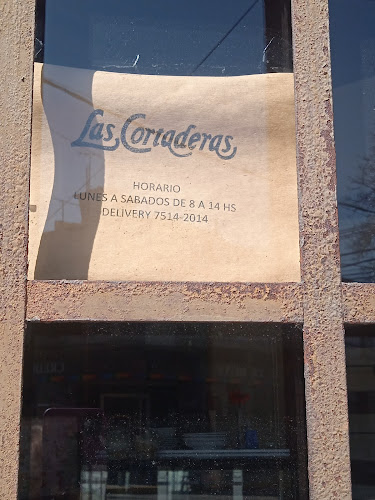 Las Cortaderas
HORARIO
LUNES A SABADOS DE 8 A 14 HS
DELIVERY 7514-2014